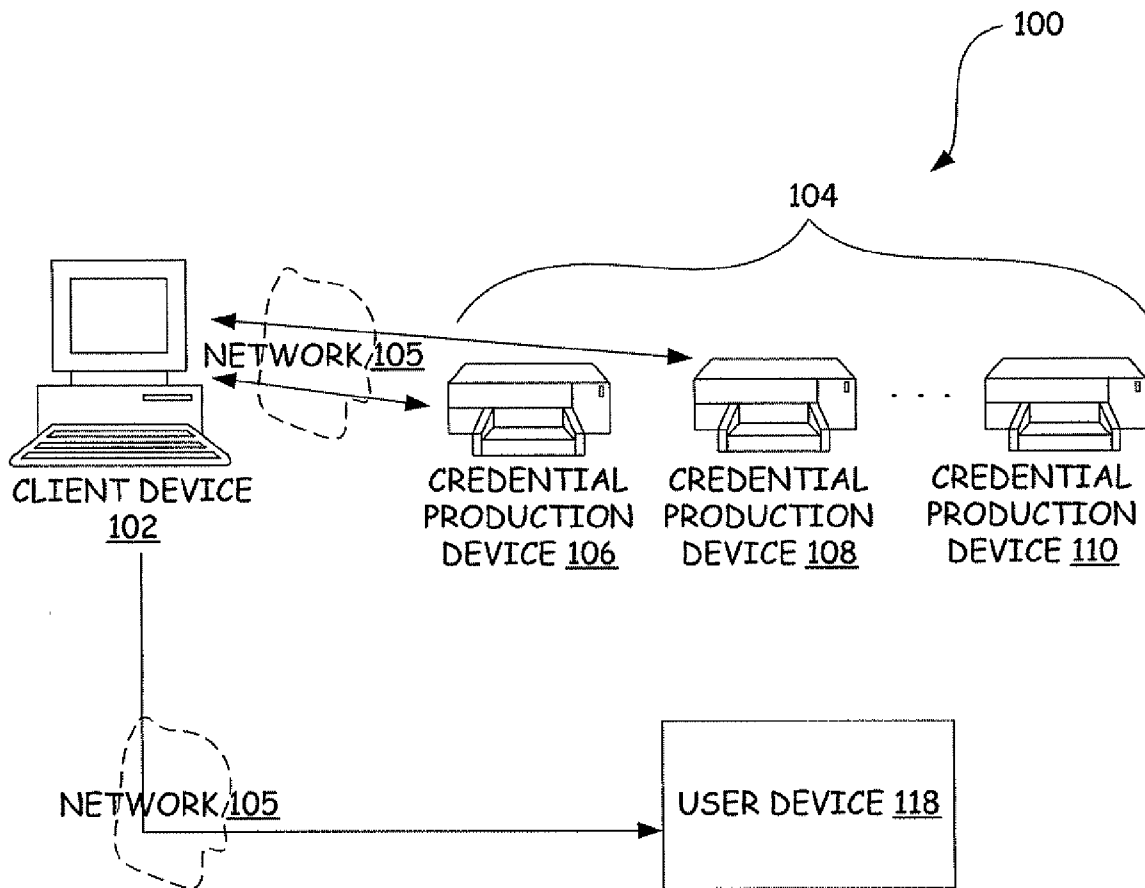 100
104
NETWORK 105
CLIENT DEVICE
102
CREDENTIAL
PRODUCTION
DEVICE 106
CREDENTIAL
PRODUCTION
DEVICE 108
. . . .
CREDENTIAL
PRODUCTION
DEVICE 110
NETWORK 105
USER DEVICE 118